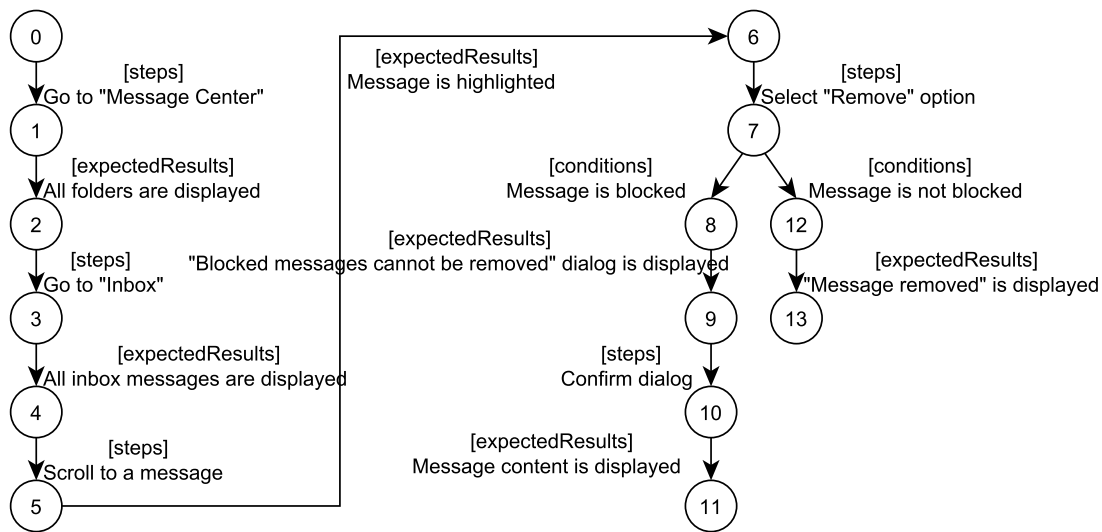 0
[steps]
Go to "Message Center"
1
[expectedResults]
All folders are displayed
2
[steps]
Go to "Inbox"
3
[expectedResults]
All inbox messages are displayed
4
[steps]
Scroll to a message
5
[expectedResults]
Message is highlighted
6
[steps]
Select "Remove" option
7
[conditions]
Message is blocked
8
[expectedResults]
"Blocked messages cannot be removed" dialog is displayed
9
[steps]
Confirm dialog
10
[expectedResults]
Message content is displayed
11
[conditions]
Message is not blocked
12
[expectedResults]
"Message removed" is displayed
13